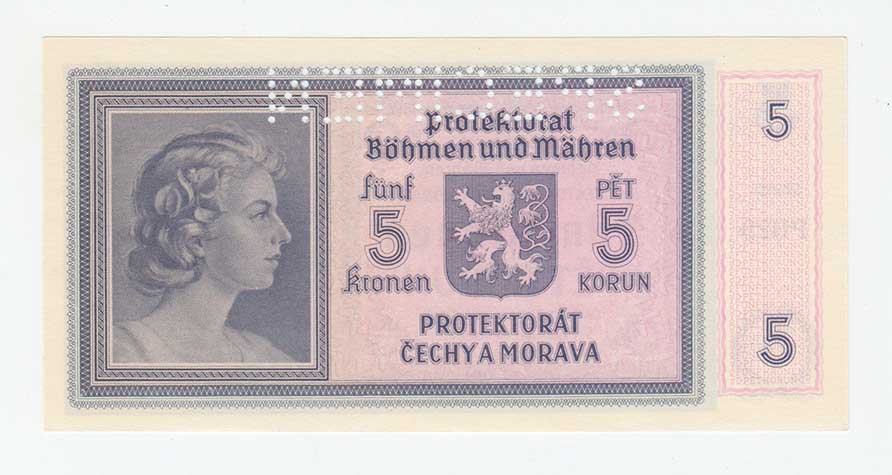 Protektorat
Böhmen und Mähren
fünf
PĚT
5
5
kronen
KORUN
PROTEKTORÁT
ČECHY A MORAVA
5
5